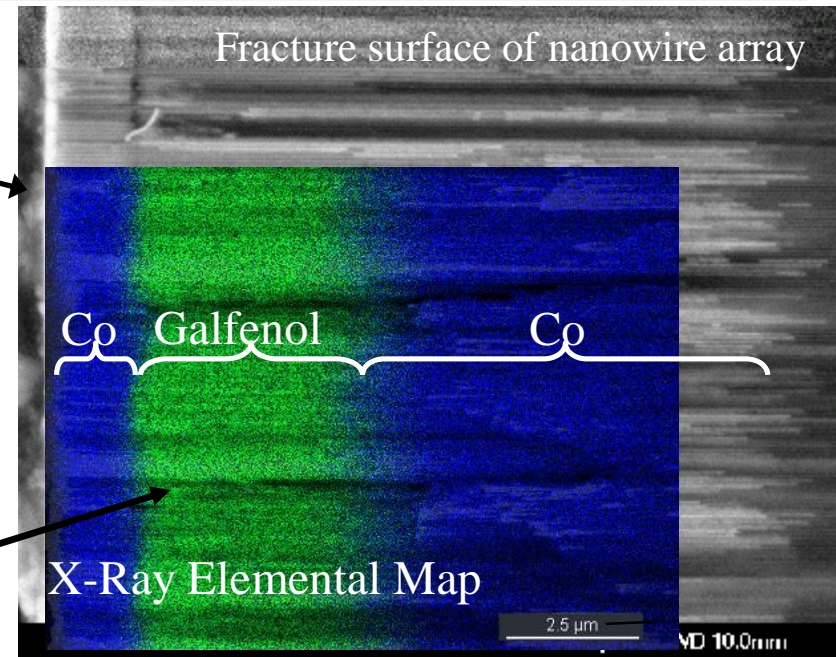 Fracture surface of nanowire array
Co Galfenol Co
X-Ray Elemental Map
2.5 µm
WD 10.0mm